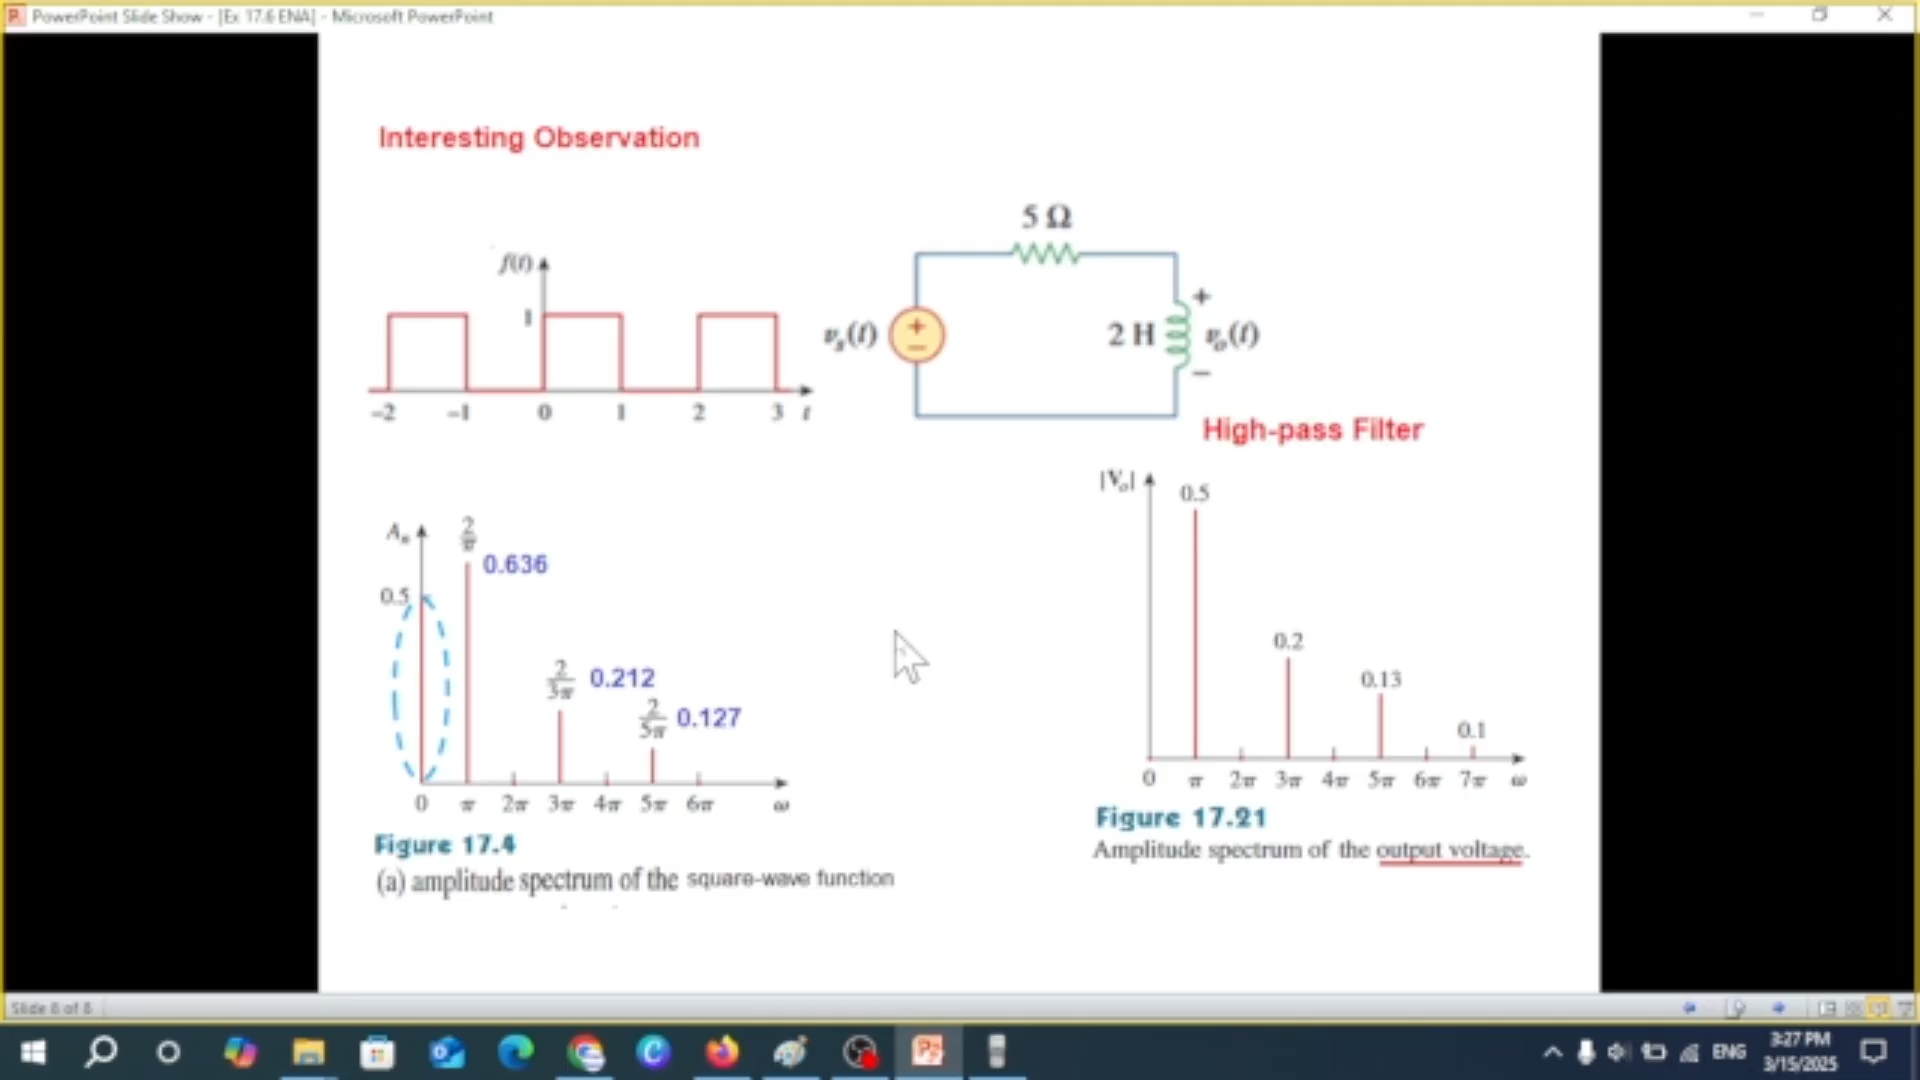 PowerPoint Slide Show - [Ex 17.6 ENA] - Microsoft PowerPoint
Interesting Observation
5 Ω
f(t)
1
-2 -1 0 1 2 3 t
vs(t)
+
−
2 H
+
vo(t)
−
High-pass Filter
An
2/π
0.636
0.5
2/3π 0.212
2/5π 0.127
0 π 2π 3π 4π 5π 6π ω
Figure 17.4
(a) amplitude spectrum of the square-wave function
|Vo|
0.5
0.2
0.13
0.1
0 π 2π 3π 4π 5π 6π 7π ω
Figure 17.21
Amplitude spectrum of the output voltage.
ENG
3:27 PM
3/15/2025